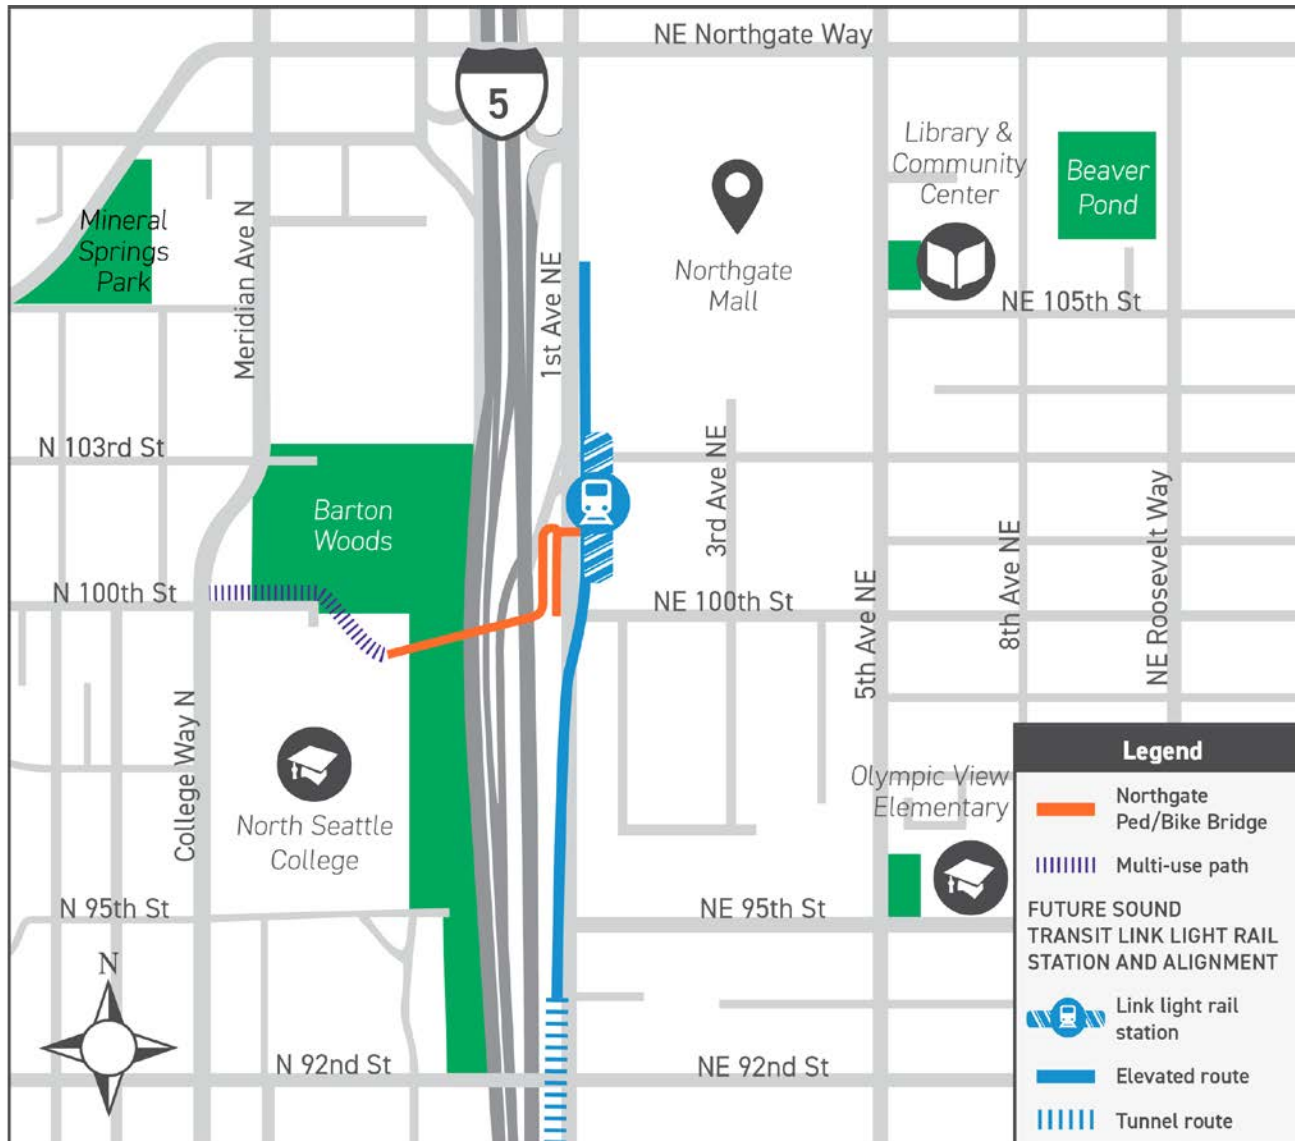 NE Northgate Way
5
Library &
Community
Center
Beaver
Pond
Mineral
Springs
Park
Meridian Ave N
1st Ave NE
Northgate
Mall
NE 105th St
N 103rd St
3rd Ave NE
Barton
Woods
8th Ave NE
NE Roosevelt Way
N 100th St
NE 100th St
5th Ave NE
College Way N
North Seattle
College
Olympic View
Elementary
N 95th St
NE 95th St
N
N 92nd St
NE 92nd St
Legend
Northgate
Ped/Bike Bridge
Multi-use path
FUTURE SOUND
TRANSIT LINK LIGHT RAIL
STATION AND ALIGNMENT
Link light rail
station
Elevated route
Tunnel route